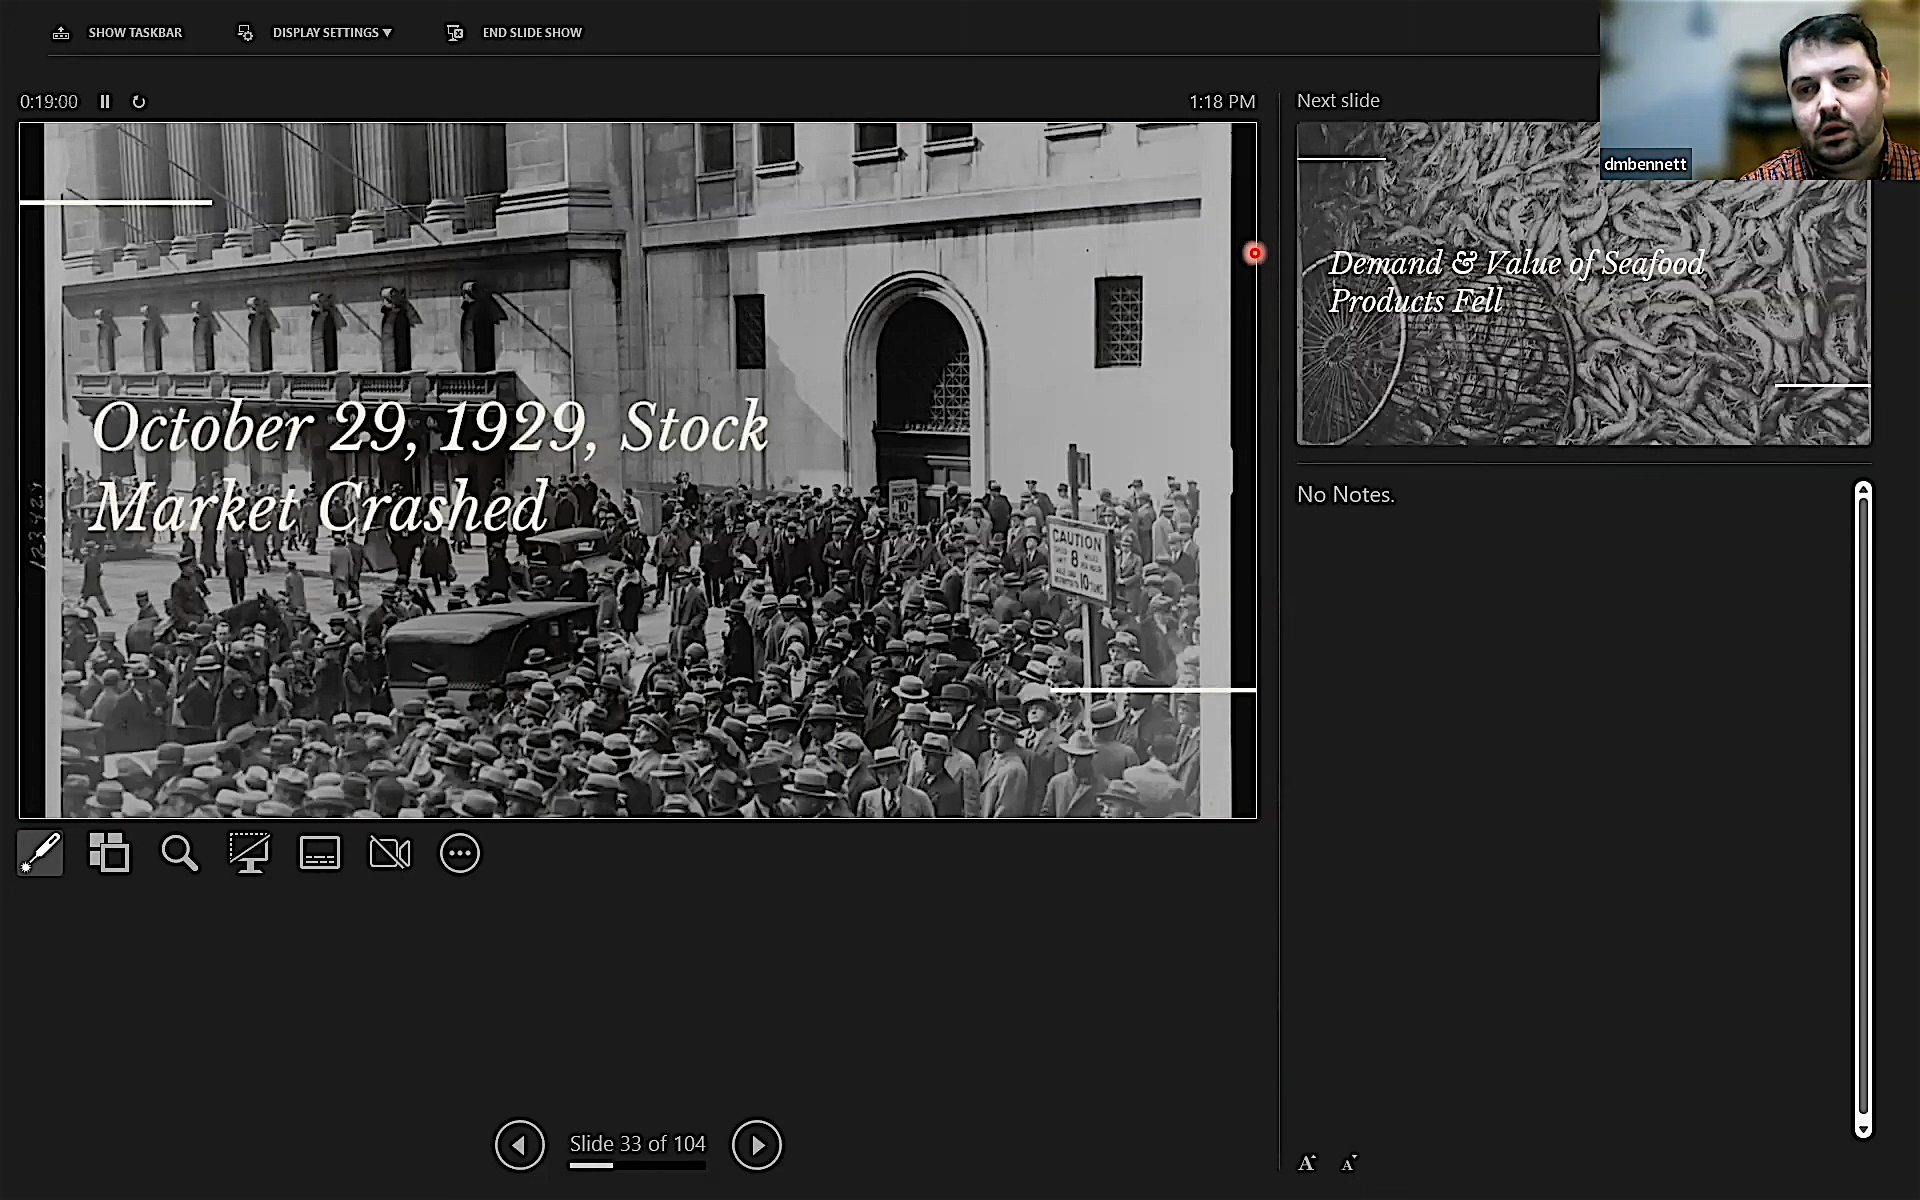 SHOW TASKBAR
DISPLAY SETTINGS ▼
END SLIDE SHOW
0:19:00
1:18 PM
Next slide
dmbennett
October 29, 1929, Stock
Market Crashed
CAUTION
8
10
Demand & Value of Seafood
Products Fell
No Notes.
Slide 33 of 104
A A